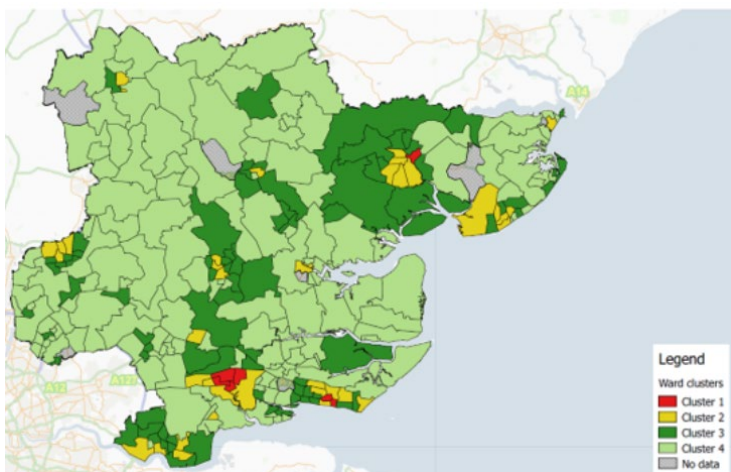 A14
A12
A127
Legend
Ward clusters
Cluster 1
Cluster 2
Cluster 3
Cluster 4
No data